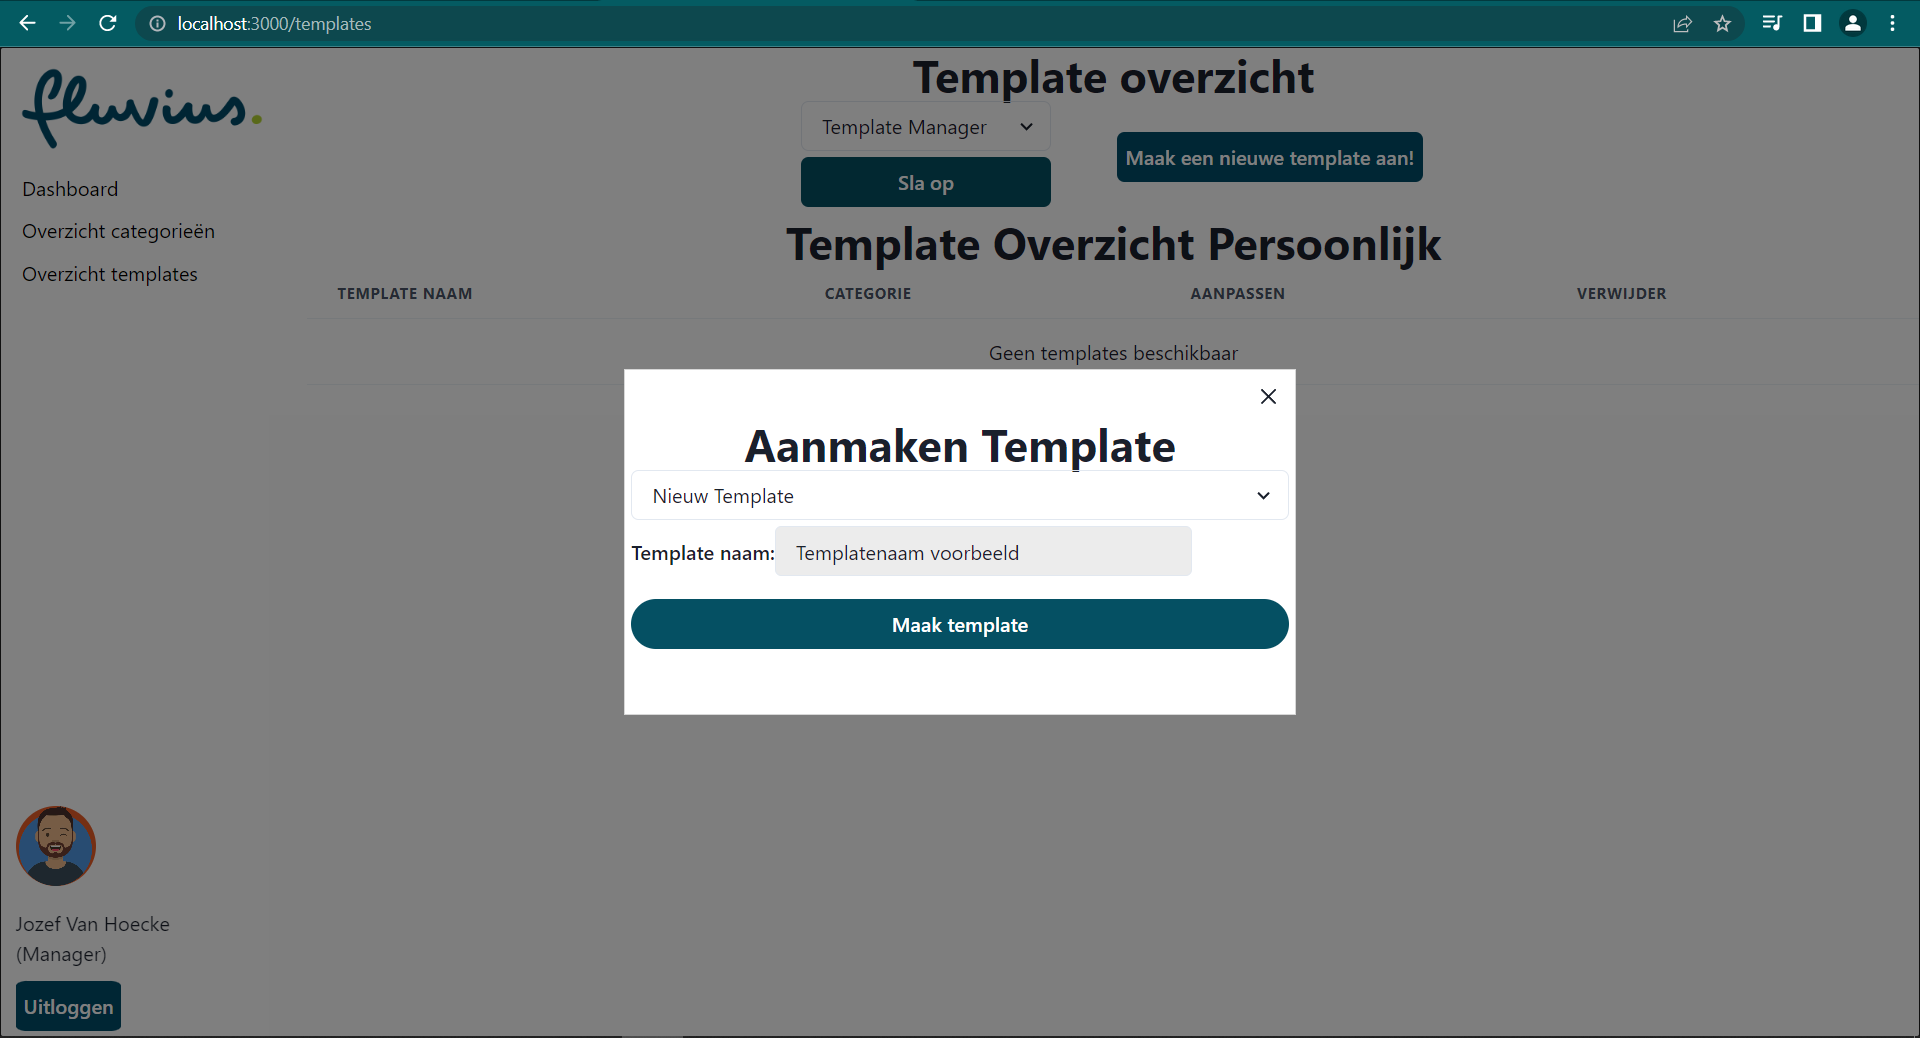 localhost:3000/templates
fluvius.
Dashboard
Overzicht categorieën
Overzicht templates
Template overzicht
Template Manager
Sla op
Maak een nieuwe template aan!
Template Overzicht Persoonlijk
TEMPLATE NAAM CATEGORIE AANPASSEN VERWIJDER
Geen templates beschikbaar
Aanmaken Template
Nieuw Template
Template naam: Templatenaam voorbeeld
Maak template
Jozef Van Hoecke
(Manager)
Uitloggen